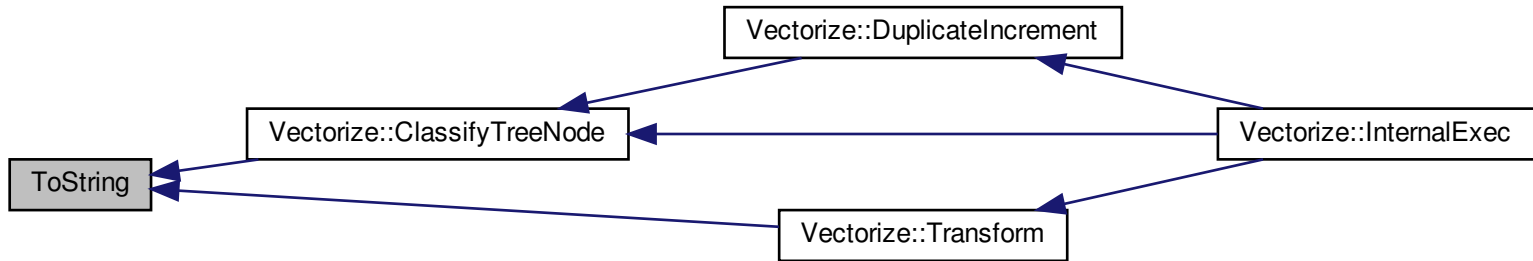 Vectorize::DuplicateIncrement
Vectorize::ClassifyTreeNode
Vectorize::InternalExec
ToString
Vectorize::Transform